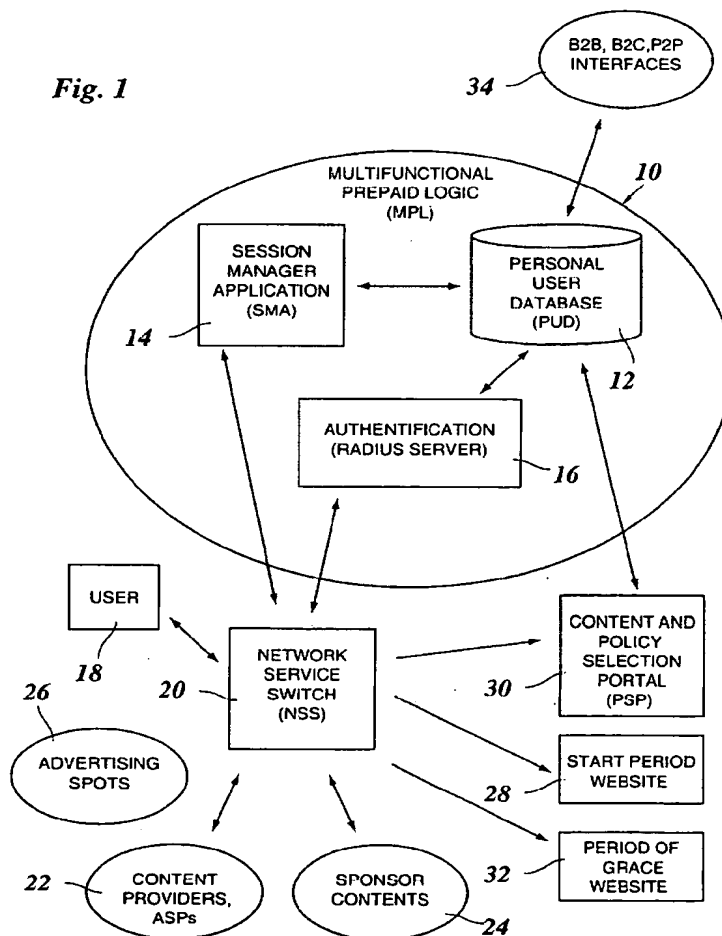 Fig. 1
B2B, B2C,P2P
INTERFACES
34
MULTIFUNCTIONAL
PREPAID LOGIC
(MPL)
10
SESSION
MANAGER
APPLICATION
(SMA)
14
PERSONAL
USER
DATABASE
(PUD)
12
AUTHENTIFICATION
(RADIUS SERVER)
16
USER
18
NETWORK
SERVICE
SWITCH
(NSS)
20
CONTENT AND
POLICY
SELECTION
PORTAL
(PSP)
30
26
ADVERTISING
SPOTS
START PERIOD
WEBSITE
28
PERIOD OF
GRACE WEBSITE
32
22
CONTENT
PROVIDERS,
ASPs
SPONSOR
CONTENTS
24